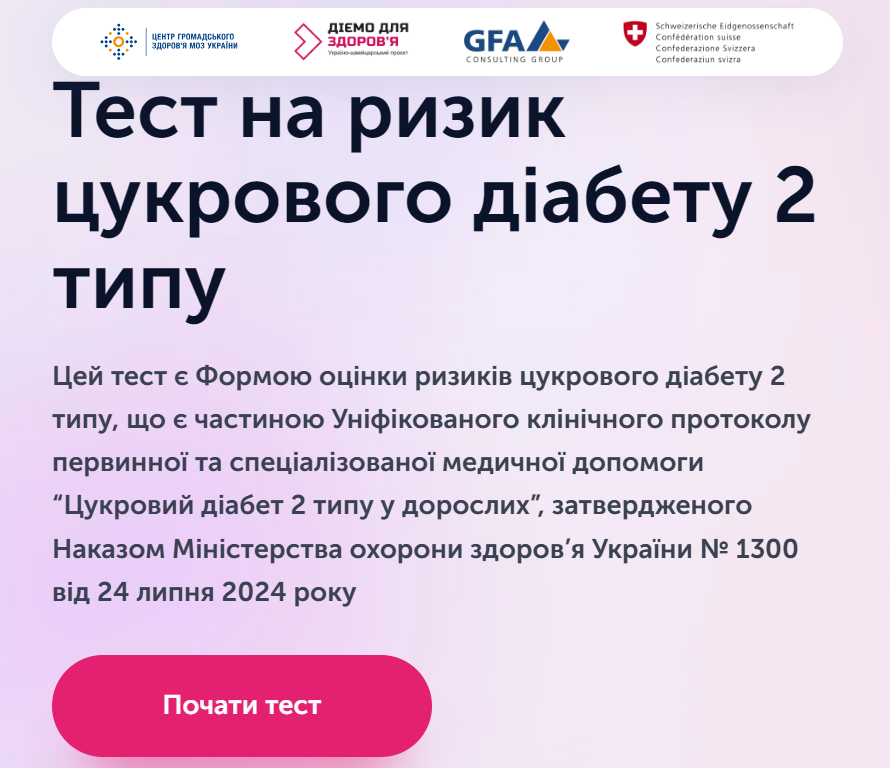 ЦЕНТР ГРОМАДСЬКОГО
ЗДОРОВ'Я МОЗ УКРАЇНИ
ДІЄМО ДЛЯ
ЗДОРОВ'Я
Українсько-швейцарський проєкт
GFA
CONSULTING GROUP
Schweizerische Eidgenossenschaft
Confédération suisse
Confederazione Svizzera
Confederaziun svizra
Тест на ризик
цукрового діабету 2
типу
Цей тест є Формою оцінки ризиків цукрового діабету 2
типу, що є частиною Уніфікованого клінічного протоколу
первинної та спеціалізованої медичної допомоги
“Цукровий діабет 2 типу у дорослих”, затвердженого
Наказом Міністерства охорони здоров’я України № 1300
від 24 липня 2024 року
Почати тест